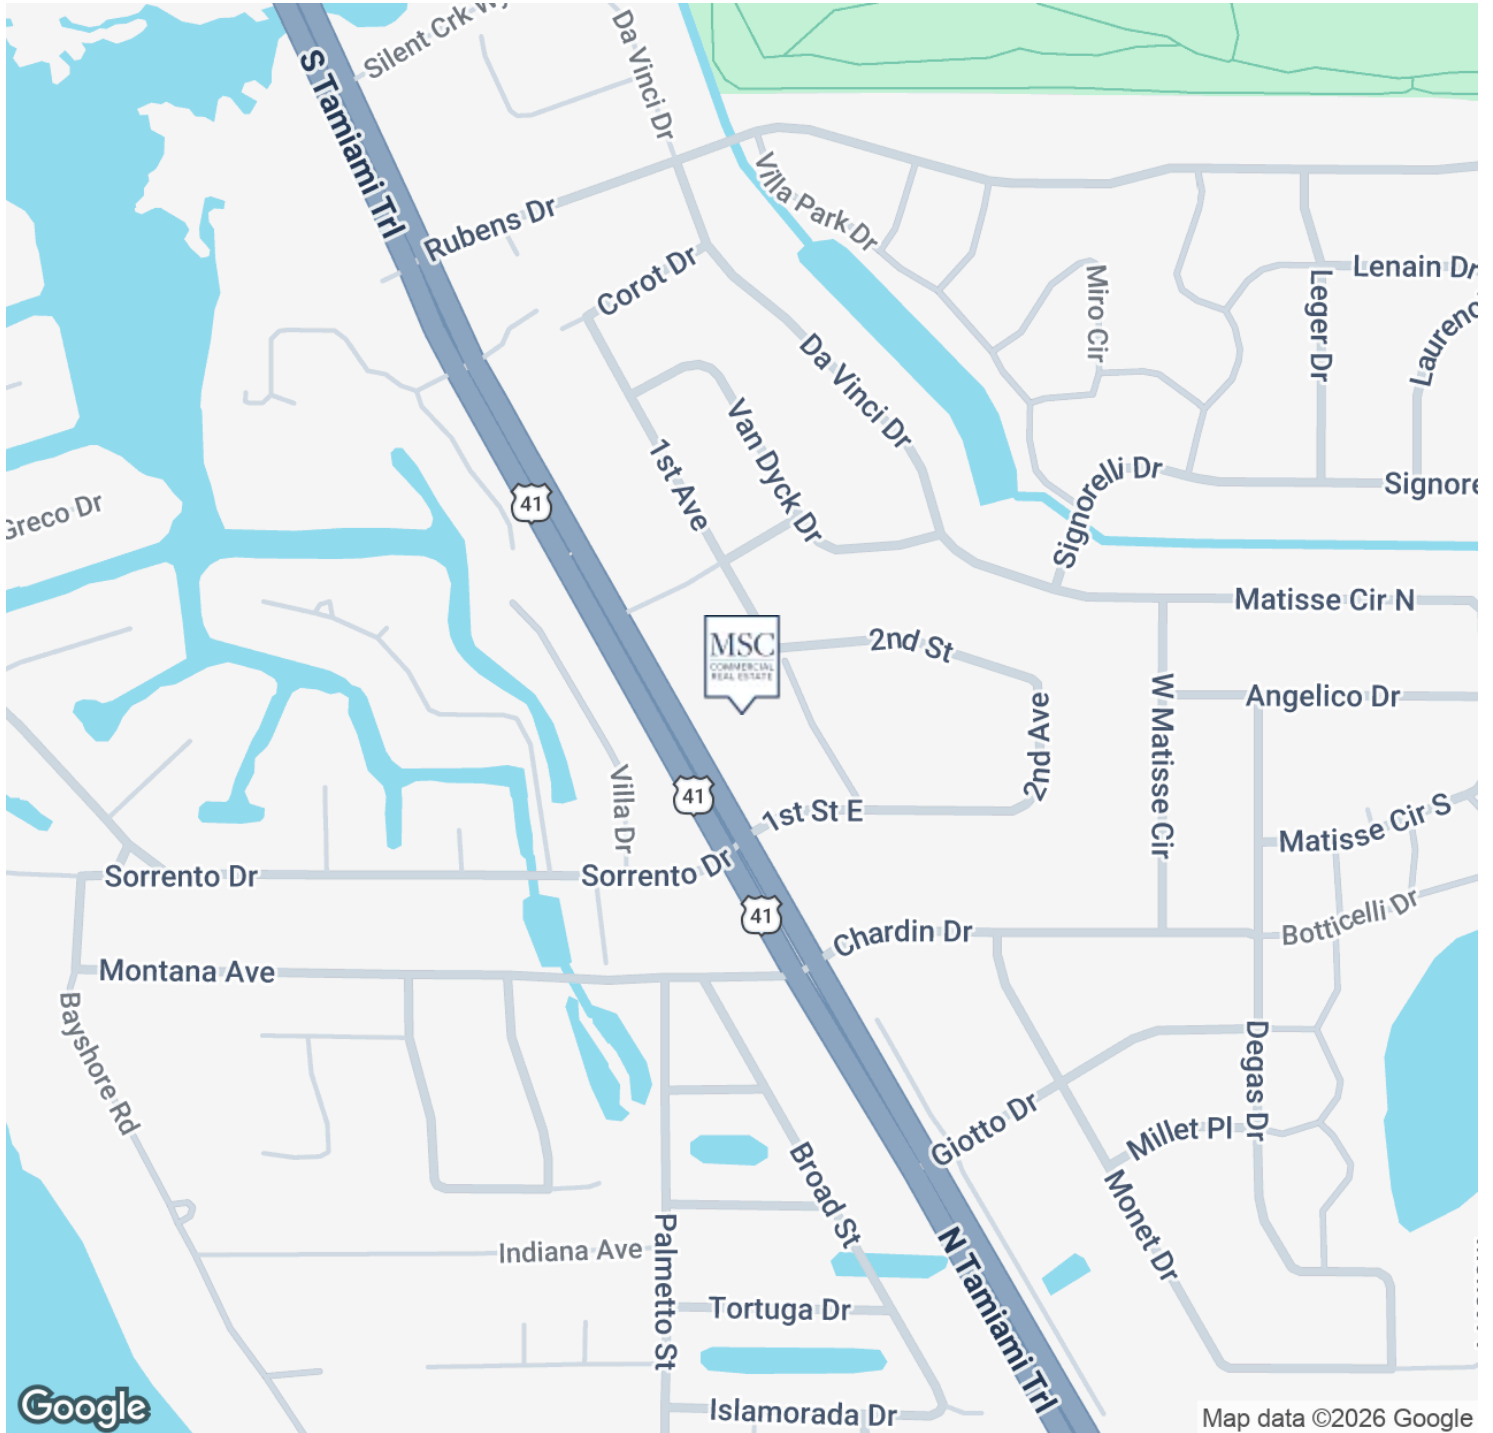 Silent Crk Wy
Da Vinci Dr
S Tamiami Trl
Rubens Dr
Villa Park Dr
Corot Dr
Miro Cir
Lenain Dr
Leger Dr
Laurenc
Da Vinci Dr
Van Dyck Dr
1st Ave
Signorelli Dr
Signore
41
Greco Dr
Matisse Cir N
MSC
COMMERCIAL
REAL ESTATE
2nd St
W Matisse Cir
Angelico Dr
2nd Ave
Villa Dr
41
1st St E
Matisse Cir S
Sorrento Dr
Sorrento Dr
41
Chardin Dr
Botticelli Dr
Montana Ave
Bayshore Rd
Degas Dr
Giotto Dr
Millet Pl
Broad St
Monet Dr
Palmetto St
Indiana Ave
N Tamiami Trl
Tortuga Dr
Islamorada Dr
Google
Map data ©2026 Google